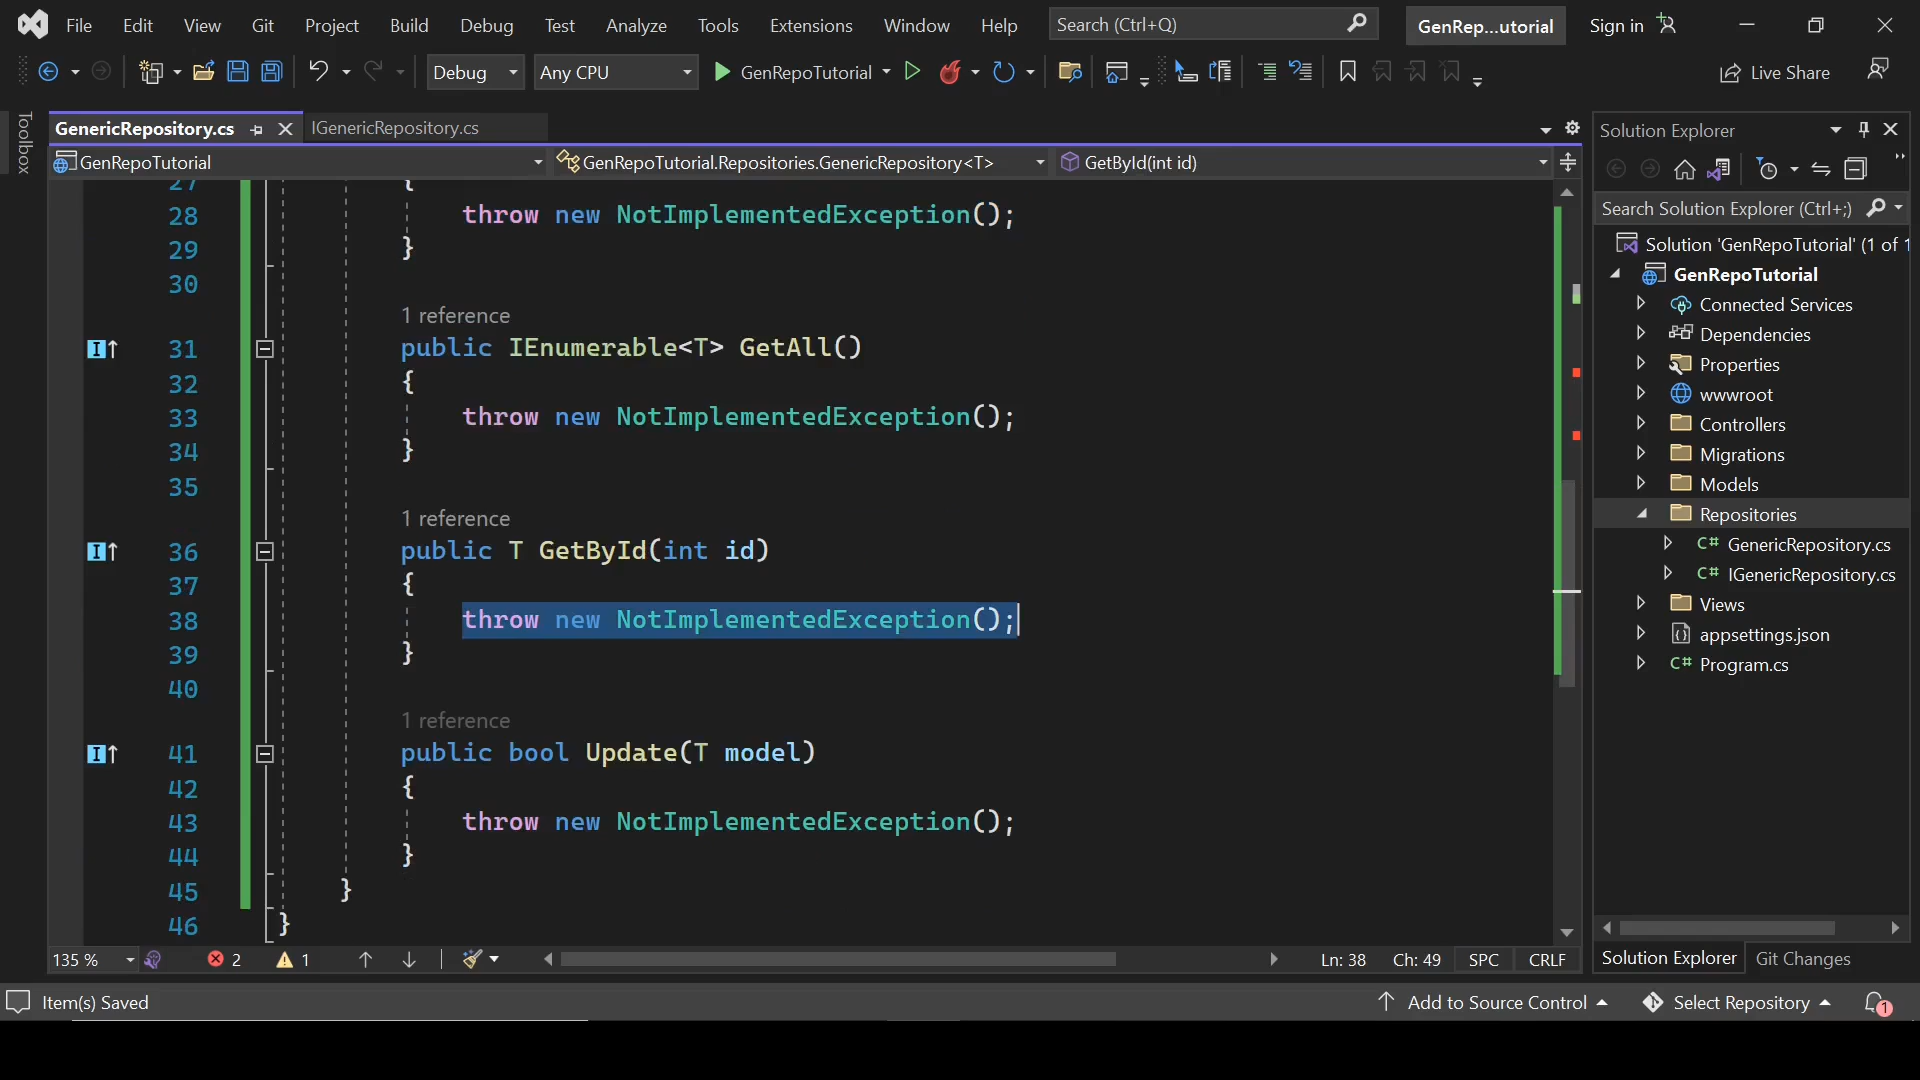 File Edit View Git Project Build Debug Test Analyze Tools Extensions Window Help Search (Ctrl+Q) GenRep...utorial Sign in
Debug Any CPU GenRepoTutorial Live Share
Toolbox
GenericRepository.cs IGenericRepository.cs
GenRepoTutorial GenRepoTutorial.Repositories.GenericRepository<T> GetById(int id)
27 {
28 throw new NotImplementedException();
29 }
30
1 reference
31 public IEnumerable<T> GetAll()
32 {
33 throw new NotImplementedException();
34 }
35
1 reference
36 public T GetById(int id)
37 {
38 throw new NotImplementedException();
39 }
40
1 reference
41 public bool Update(T model)
42 {
43 throw new NotImplementedException();
44 }
45 }
46 }
135 % 2 1 Ln: 38 Ch: 49 SPC CRLF
Solution Explorer
Search Solution Explorer (Ctrl+;)
Solution 'GenRepoTutorial' (1 of 1
GenRepoTutorial
Connected Services
Dependencies
Properties
wwwroot
Controllers
Migrations
Models
Repositories
C# GenericRepository.cs
C# IGenericRepository.cs
Views
appsettings.json
C# Program.cs
Solution Explorer Git Changes
Item(s) Saved Add to Source Control Select Repository 1